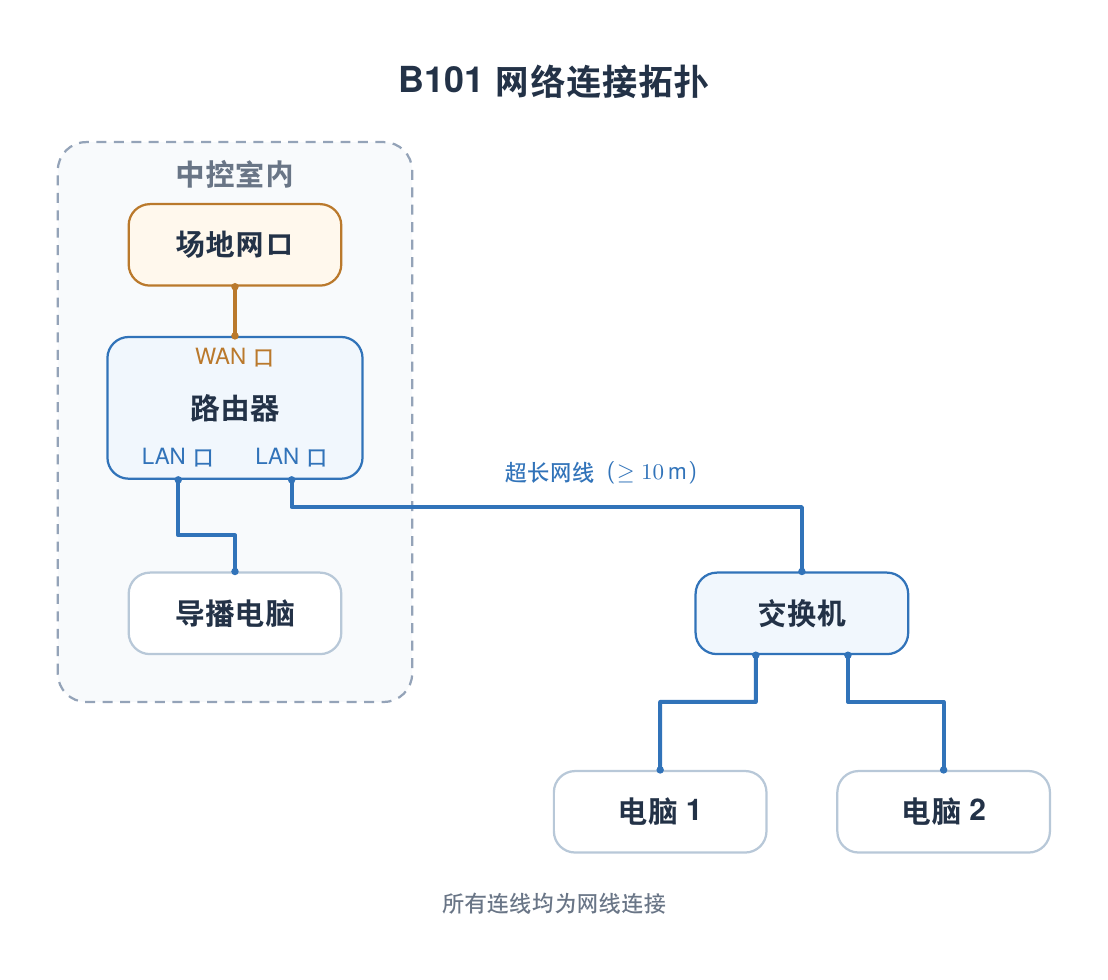 B101 网络连接拓扑
中控室内
场地网口
WAN 口
路由器
LAN 口 LAN 口
超长网线（≥ 10 m）
导播电脑
交换机
电脑 1
电脑 2
所有连线均为网线连接